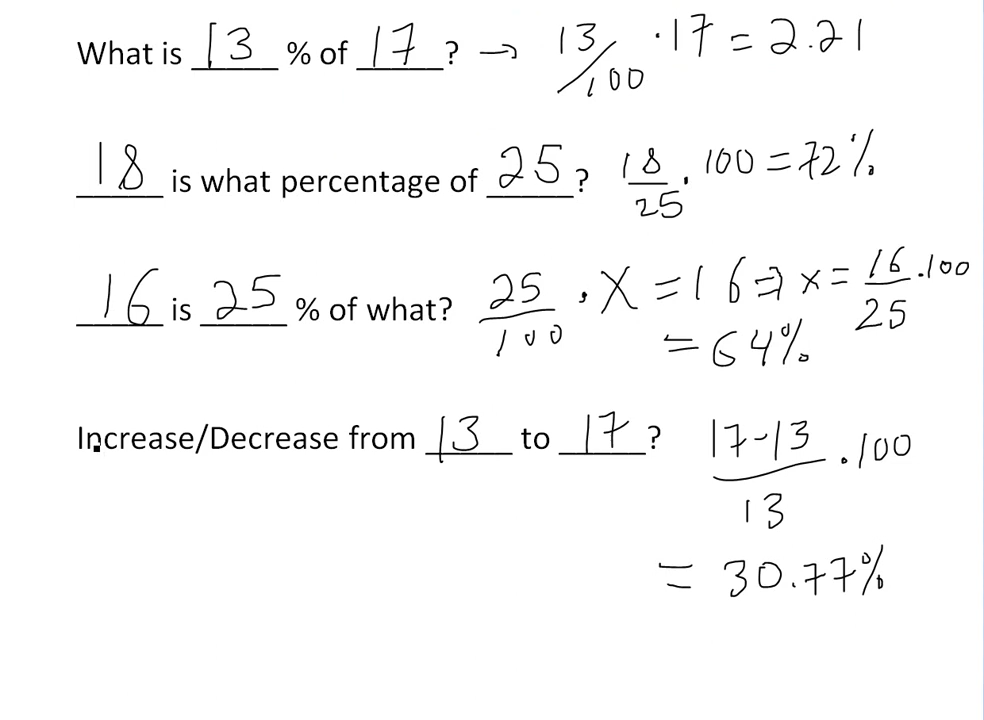 What is 13 % of 17 ? → 13/100 · 17 = 2.21
18 is what percentage of 25 ? 18/25 · 100 = 72%
16 is 25 % of what? 25/100 · X = 16 ⇒ x = 16/25 · 100
= 64%
Increase/Decrease from 13 to 17 ? 17-13/13 · 100
= 30.77%